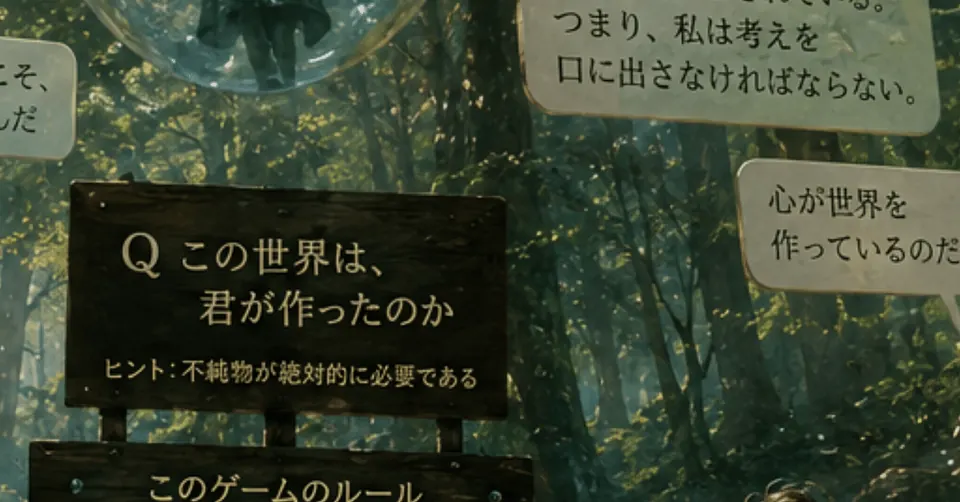 つまり、私は考えを
口に出さなければならない。
こそ、
んだ
心が世界を
作っているのだ
Q この世界は、
君が作ったのか
ヒント：不純物が絶対的に必要である
このゲームのルール